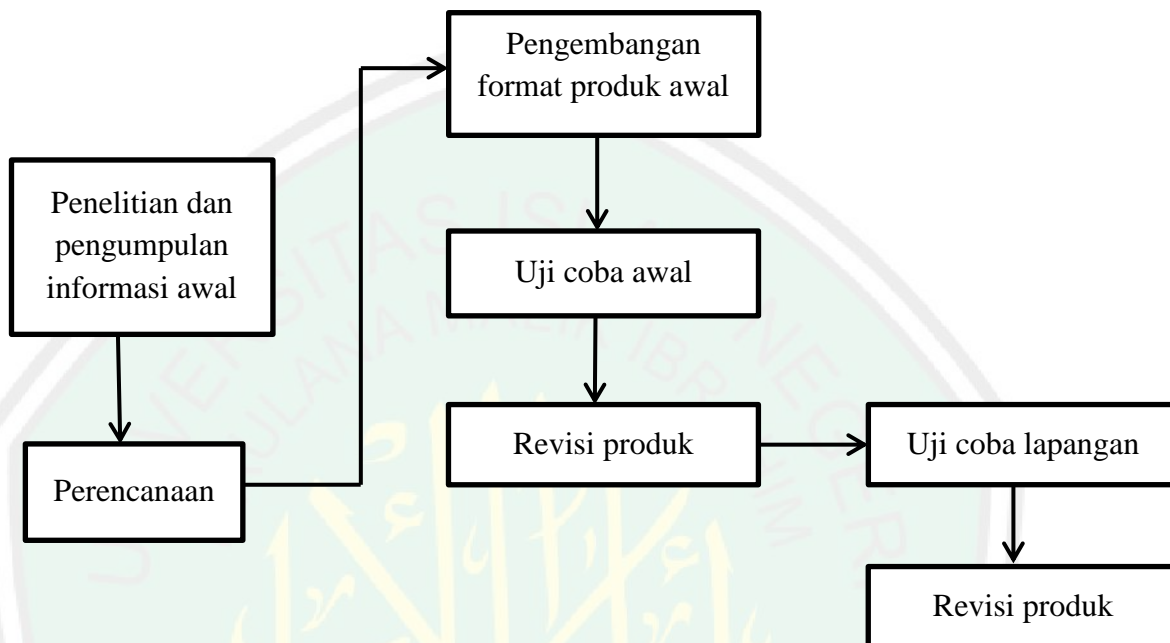 Penelitian dan
pengumpulan
informasi awal
Perencanaan
Pengembangan
format produk awal
Uji coba awal
Revisi produk
Uji coba lapangan
Revisi produk